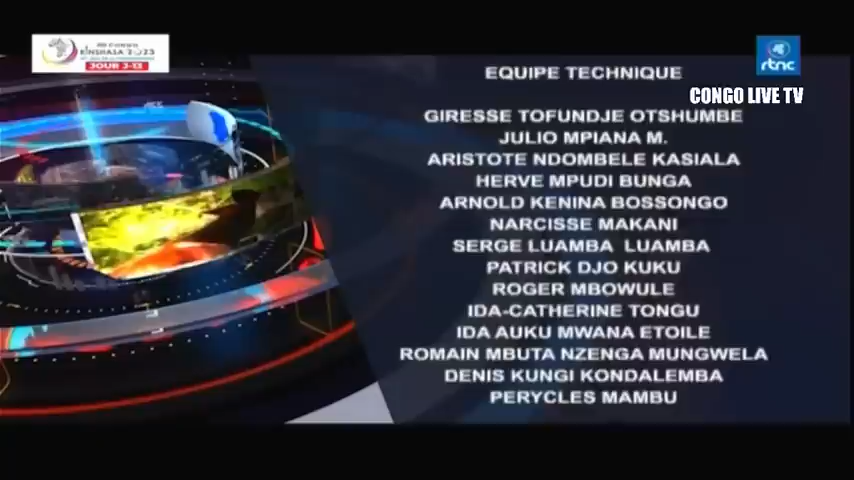 RD CONGO
KINSHASA 2023
JOUR J-13
rtnc
CONGO LIVE TV
EQUIPE TECHNIQUE
GIRESSE TOFUNDJE OTSHUMBE
JULIO MPIANA M.
ARISTOTE NDOMBELE KASIALA
HERVE MPUDI BUNGA
ARNOLD KENINA BOSSONGO
NARCISSE MAKANI
SERGE LUAMBA LUAMBA
PATRICK DJO KUKU
ROGER MBOWULE
IDA-CATHERINE TONGU
IDA AUKU MWANA ETOILE
ROMAIN MBUTA NZENGA MUNGWELA
DENIS KUNGI KONDALEMBA
PERYCLES MAMBU